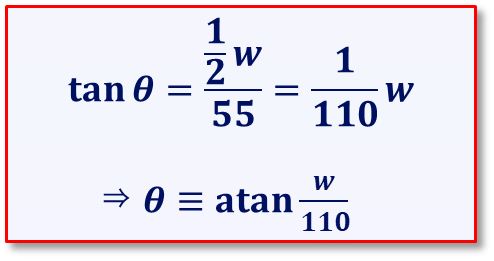 tan θ = (1/2 w)/55 = 1/110 w
⇒ θ ≡ atan w/110